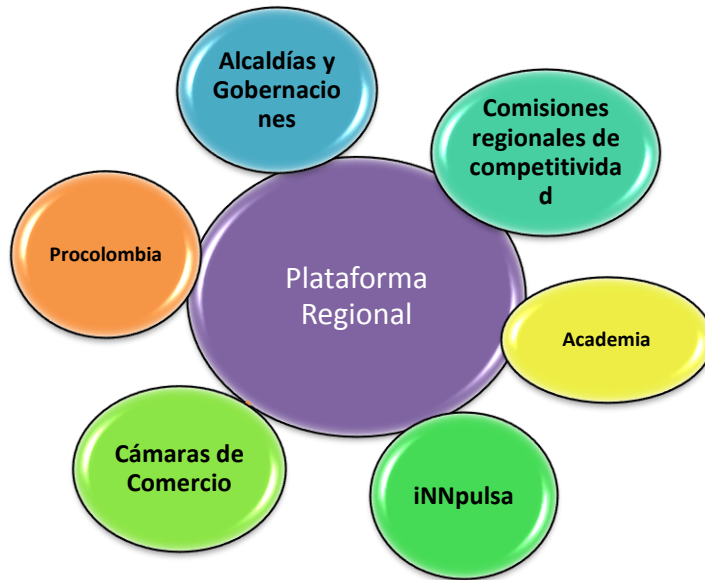 Alcaldías y
Gobernacio
nes
Comisiones
regionales de
competitivida
d
Procolombia
Plataforma
Regional
Academia
Cámaras de
Comercio
iNNpulsa